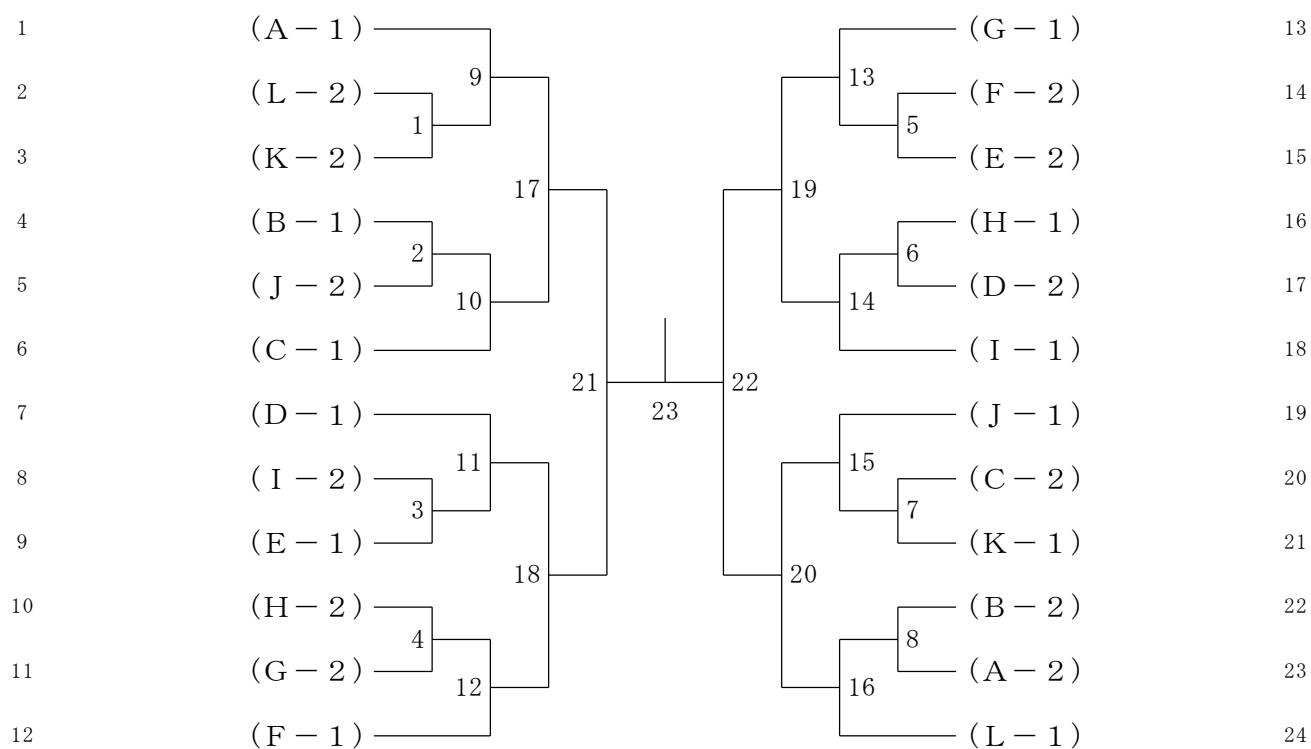 1 (A－1) (G－1) 13
9 13
2 (L－2) (F－2) 14
1 5
3 (K－2) (E－2) 15
17 19
4 (B－1) (H－1) 16
2 6
5 (J－2) (D－2) 17
10 14
6 (C－1) (I－1) 18
21 22
23
7 (D－1) (J－1) 19
11 15
8 (I－2) (C－2) 20
3 7
9 (E－1) (K－1) 21
18 20
10 (H－2) (B－2) 22
4 8
11 (G－2) (A－2) 23
12 16
12 (F－1) (L－1) 24